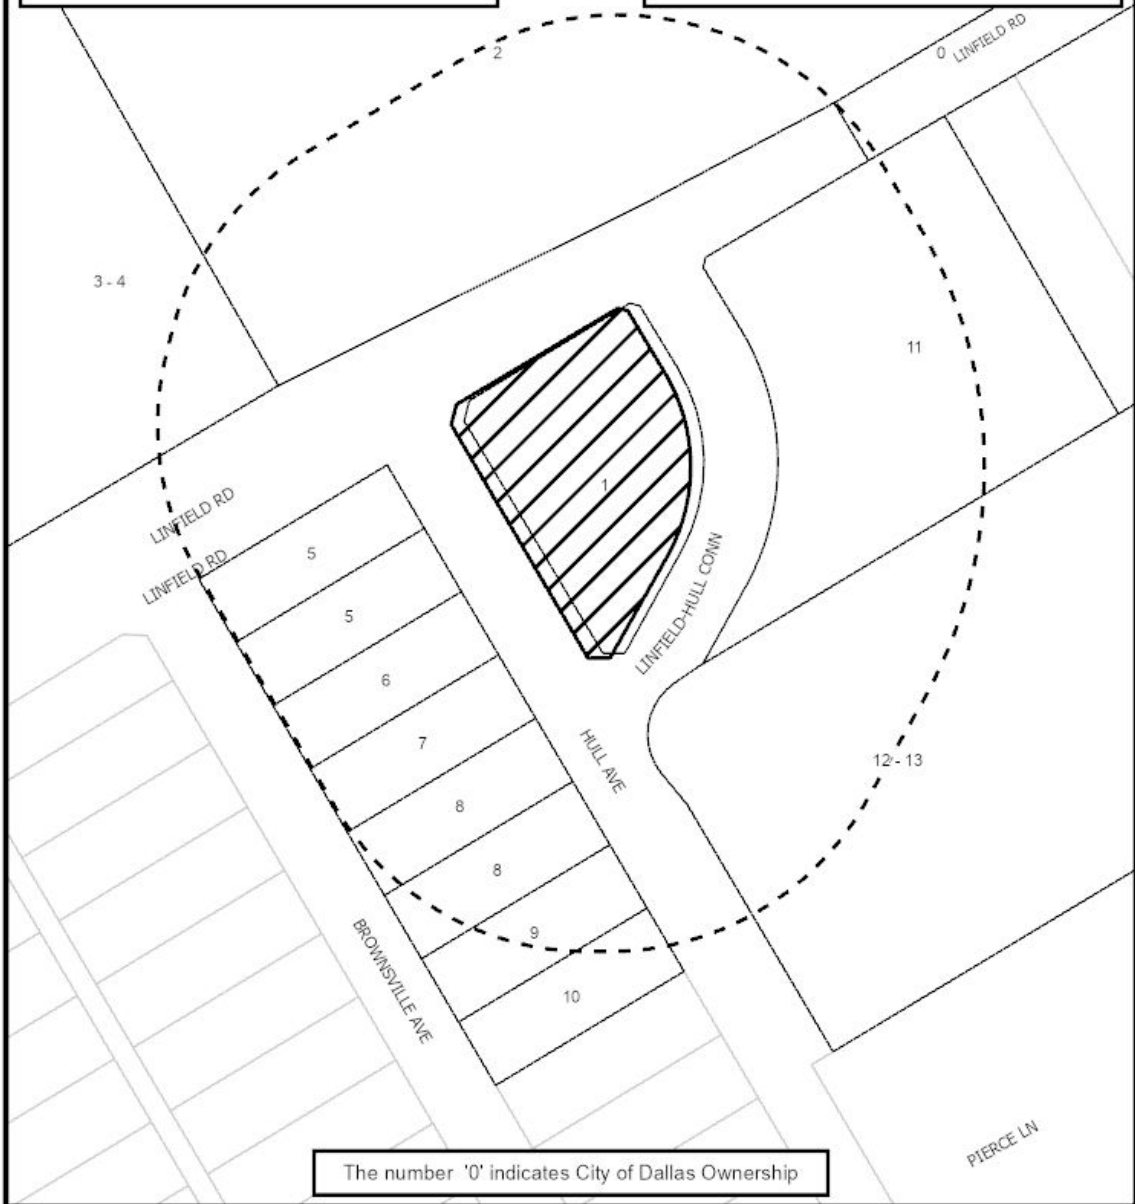 2
0
LINFIELD RD
3 - 4
11
1
LINFIELD RD
LINFIELD RD
5
5
6
7
8
8
9
10
LINFIELD-HULL CONN
HULL AVE
12 - 13
BROWNSVILLE AVE
PIERCE LN
The number '0' indicates City of Dallas Ownership